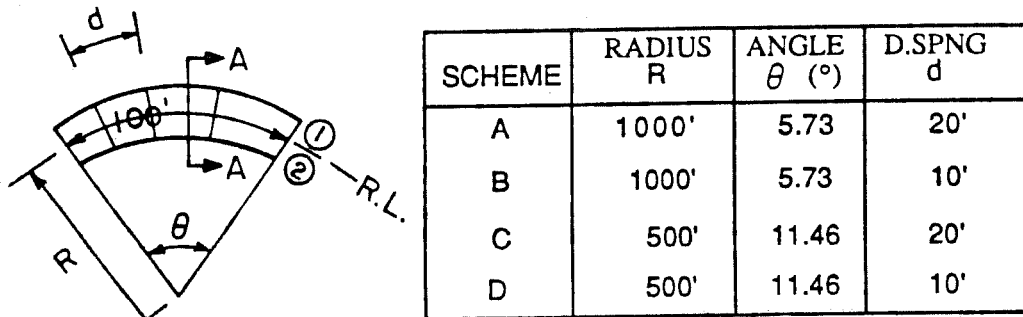 d
A
100'
①
②
A
R.L.
θ
R
SCHEME RADIUS R ANGLE θ (°) D.SPNG d
A 1000' 5.73 20'
B 1000' 5.73 10'
C 500' 11.46 20'
D 500' 11.46 10'